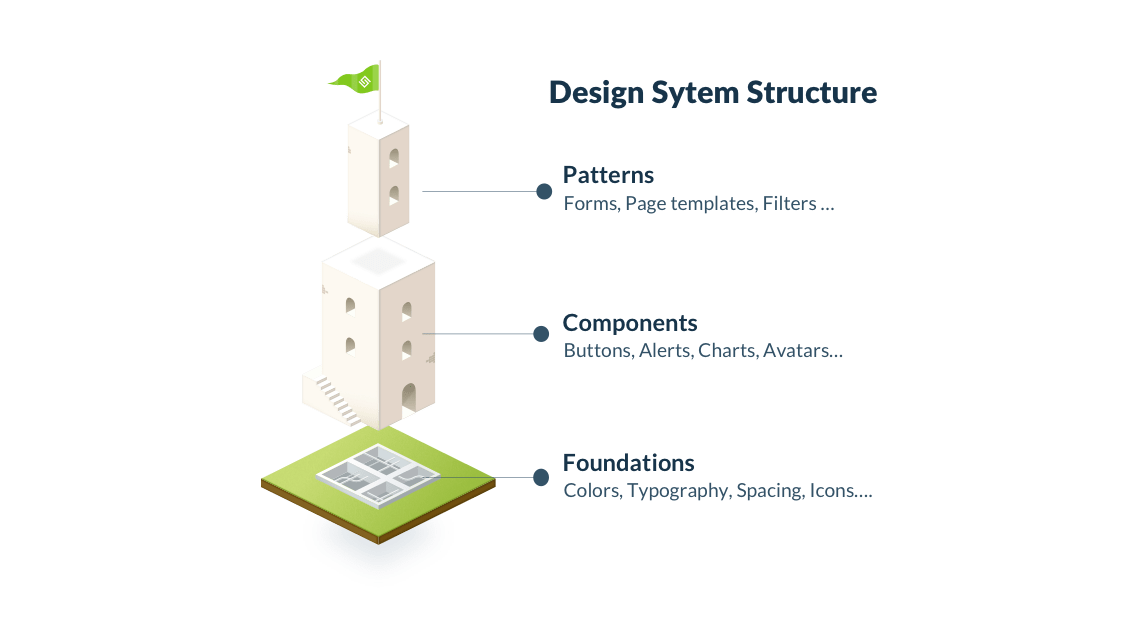 Design Sytem Structure
Patterns
Forms, Page templates, Filters ...
Components
Buttons, Alerts, Charts, Avatars...
Foundations
Colors, Typography, Spacing, Icons....